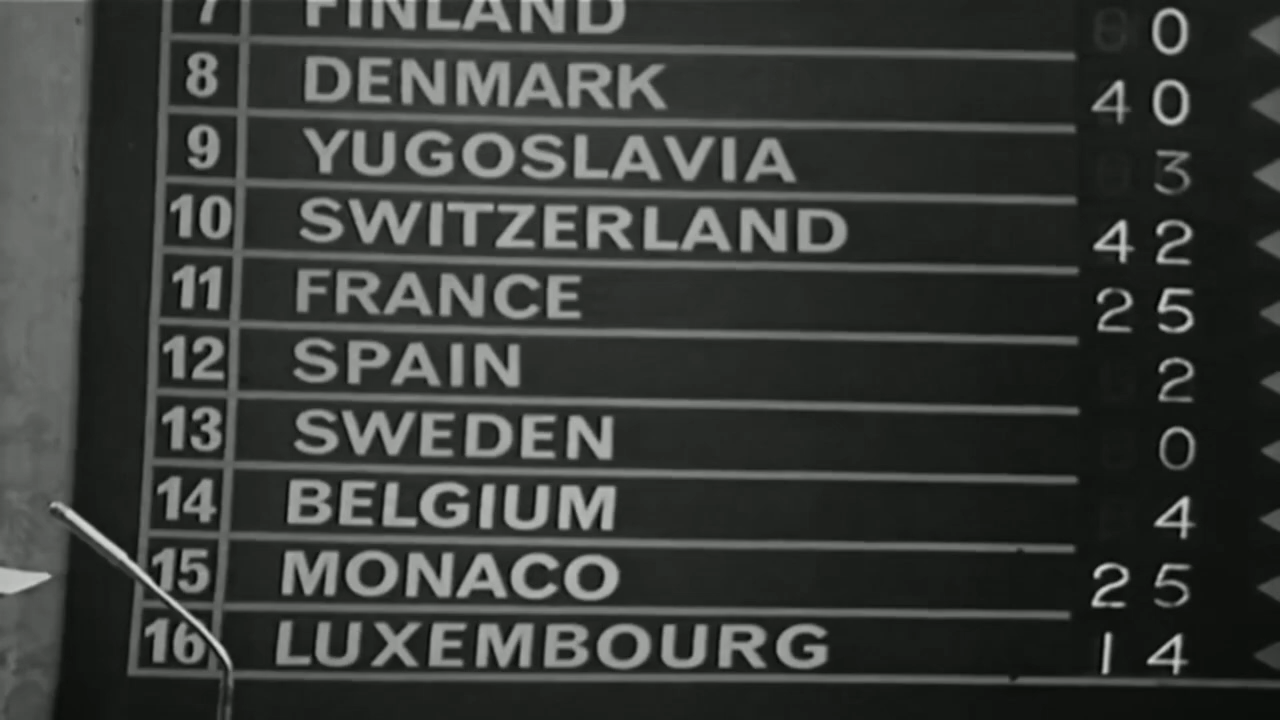 7 FINLAND 0
8 DENMARK 40
9 YUGOSLAVIA 3
10 SWITZERLAND 42
11 FRANCE 25
12 SPAIN 2
13 SWEDEN 0
14 BELGIUM 4
15 MONACO 25
16 LUXEMBOURG 14